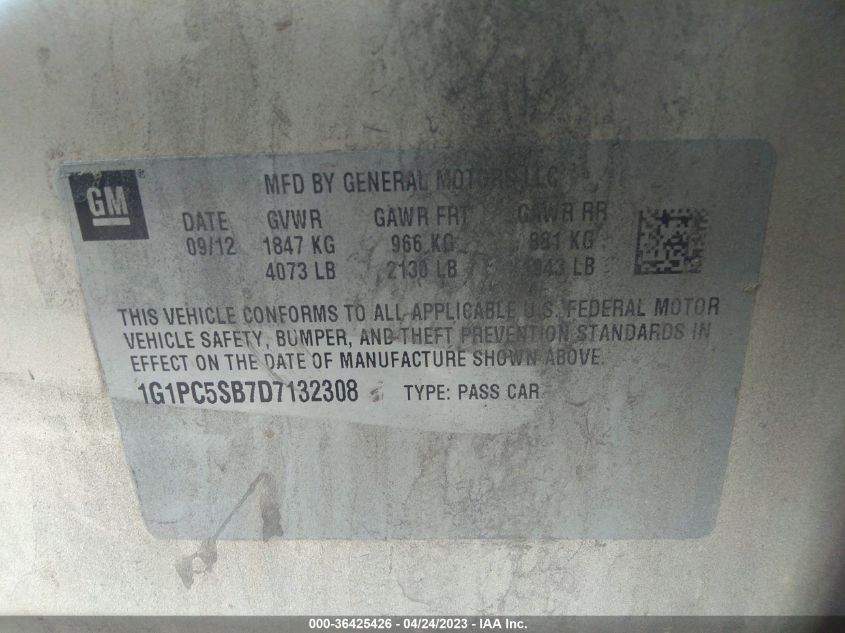 GM
MFD BY GENERAL MOTORS LLC
DATE GVWR GAWR FRT GAWR RR
09/12 1847 KG 966 KG 881 KG
4073 LB 2130 LB 1943 LB
THIS VEHICLE CONFORMS TO ALL APPLICABLE U.S. FEDERAL MOTOR
VEHICLE SAFETY, BUMPER, AND THEFT PREVENTION STANDARDS IN
EFFECT ON THE DATE OF MANUFACTURE SHOWN ABOVE.
1G1PC5SB7D7132308 TYPE: PASS CAR
000-36425426 - 04/24/2023 - IAA Inc.